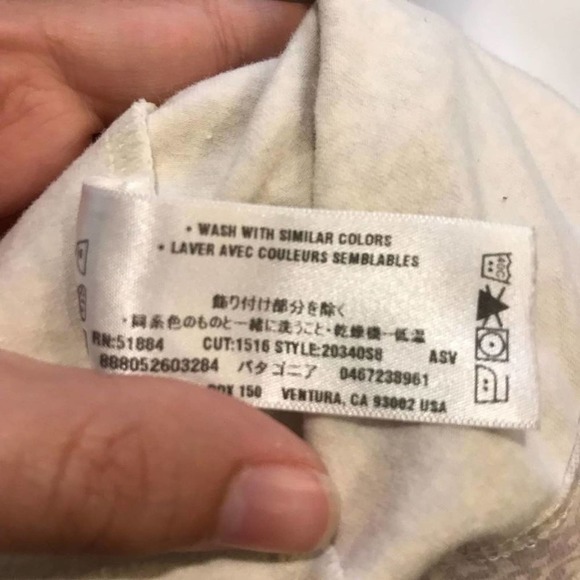 • WASH WITH SIMILAR COLORS
• LAVER AVEC COULEURS SEMBLABLES
飾り付け部分を除く
・同系色のものと一緒に洗うこと・乾燥機一低温
RN:51884 CUT:1516 STYLE:20340S8 ASV
888052603284 パタゴニア 0467238961
BOX 150 VENTURA, CA 93002 USA